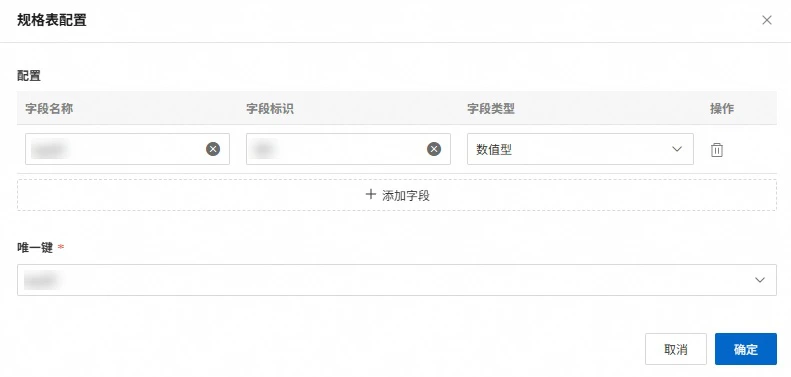 规格表配置
配置
字段名称 字段标识 字段类型 操作
数值型
添加字段
唯一键 *
取消 确定